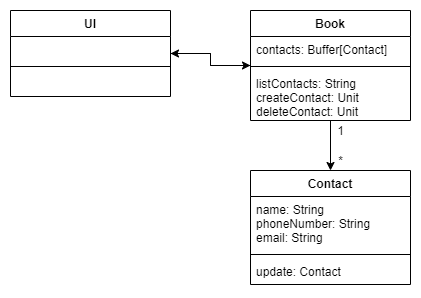 UI
Book
contacts: Buffer[Contact]
listContacts: String
createContact: Unit
deleteContact: Unit
1
*
Contact
name: String
phoneNumber: String
email: String
update: Contact